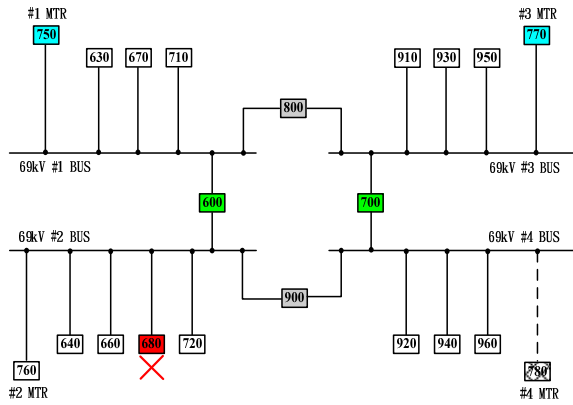 #1 MTR #3 MTR
750 770
630 670 710 910 930 950
800
69kV #1 BUS 69kV #3 BUS
600 700
69kV #2 BUS 69kV #4 BUS
900
640 660 680 720 920 940 960
760 780
#2 MTR #4 MTR